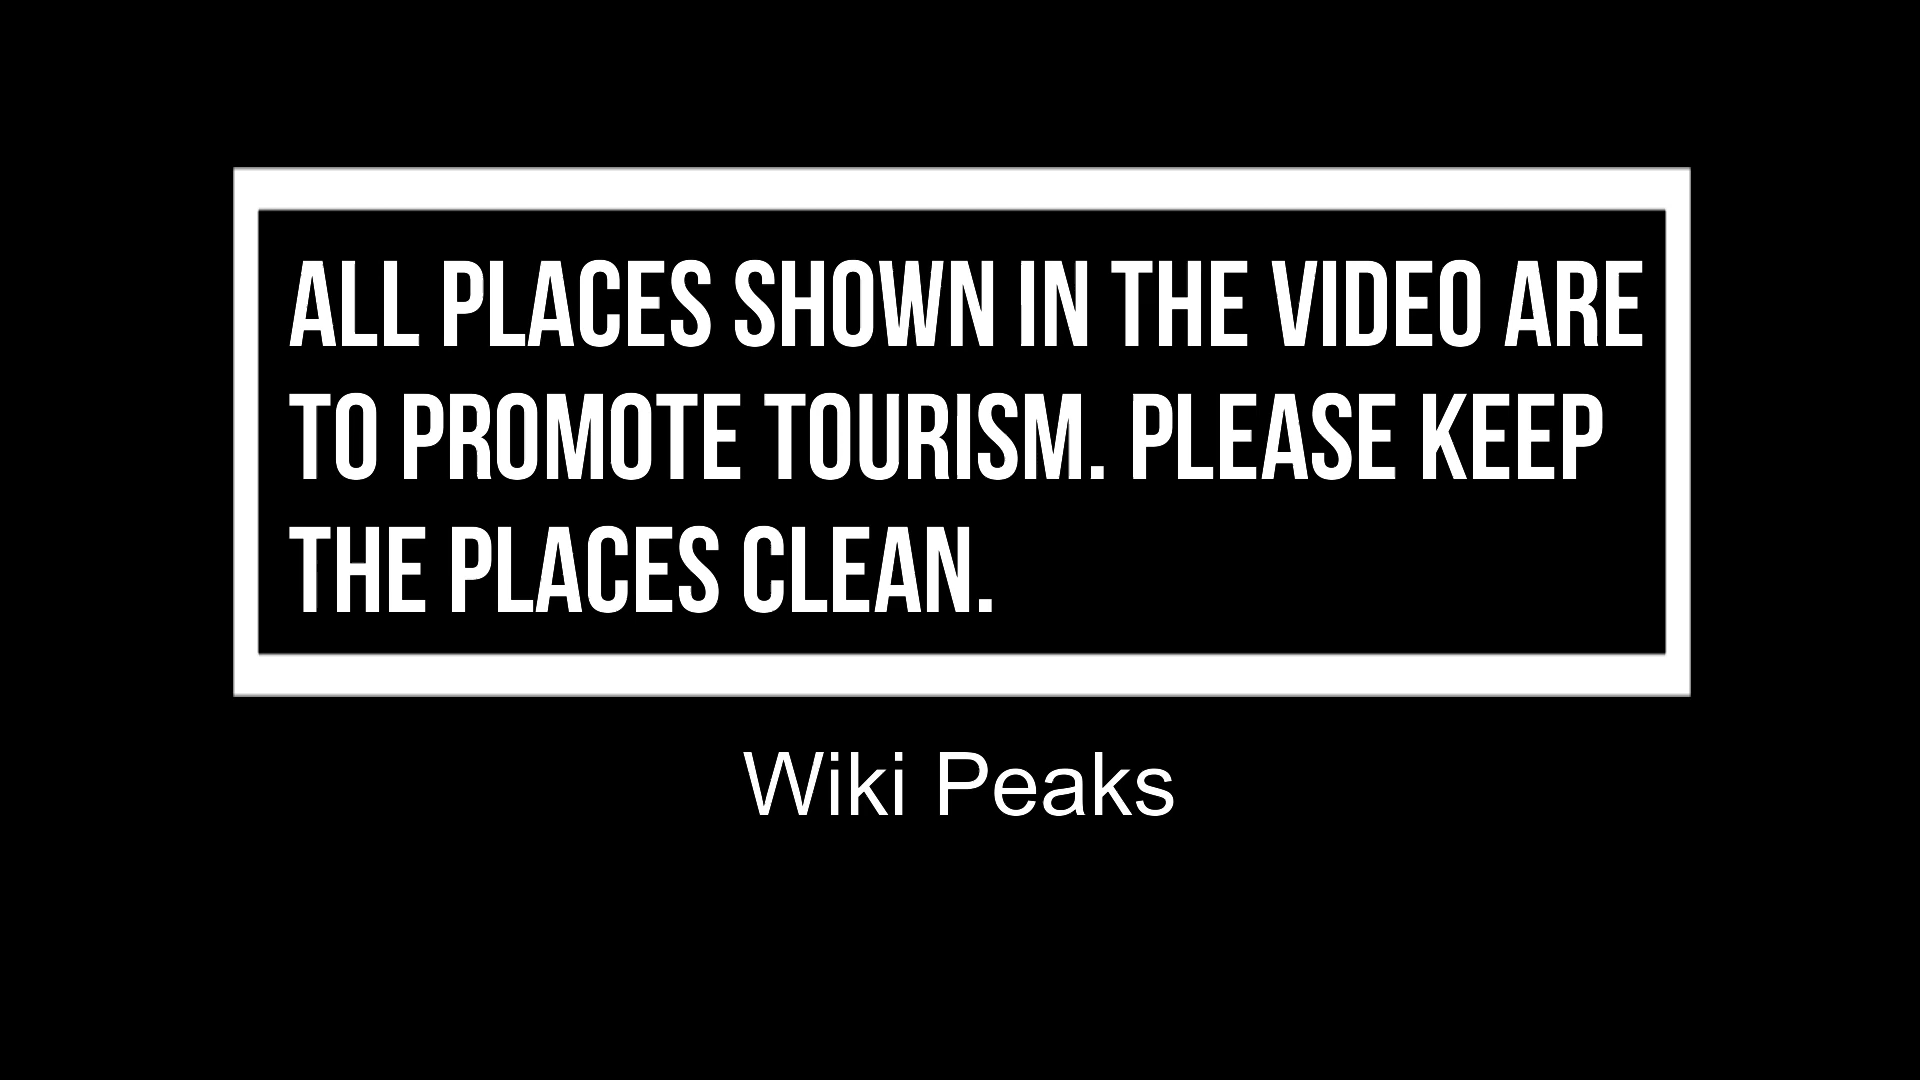 ALL PLACES SHOWN IN THE VIDEO ARE
TO PROMOTE TOURISM. PLEASE KEEP
THE PLACES CLEAN.
Wiki Peaks